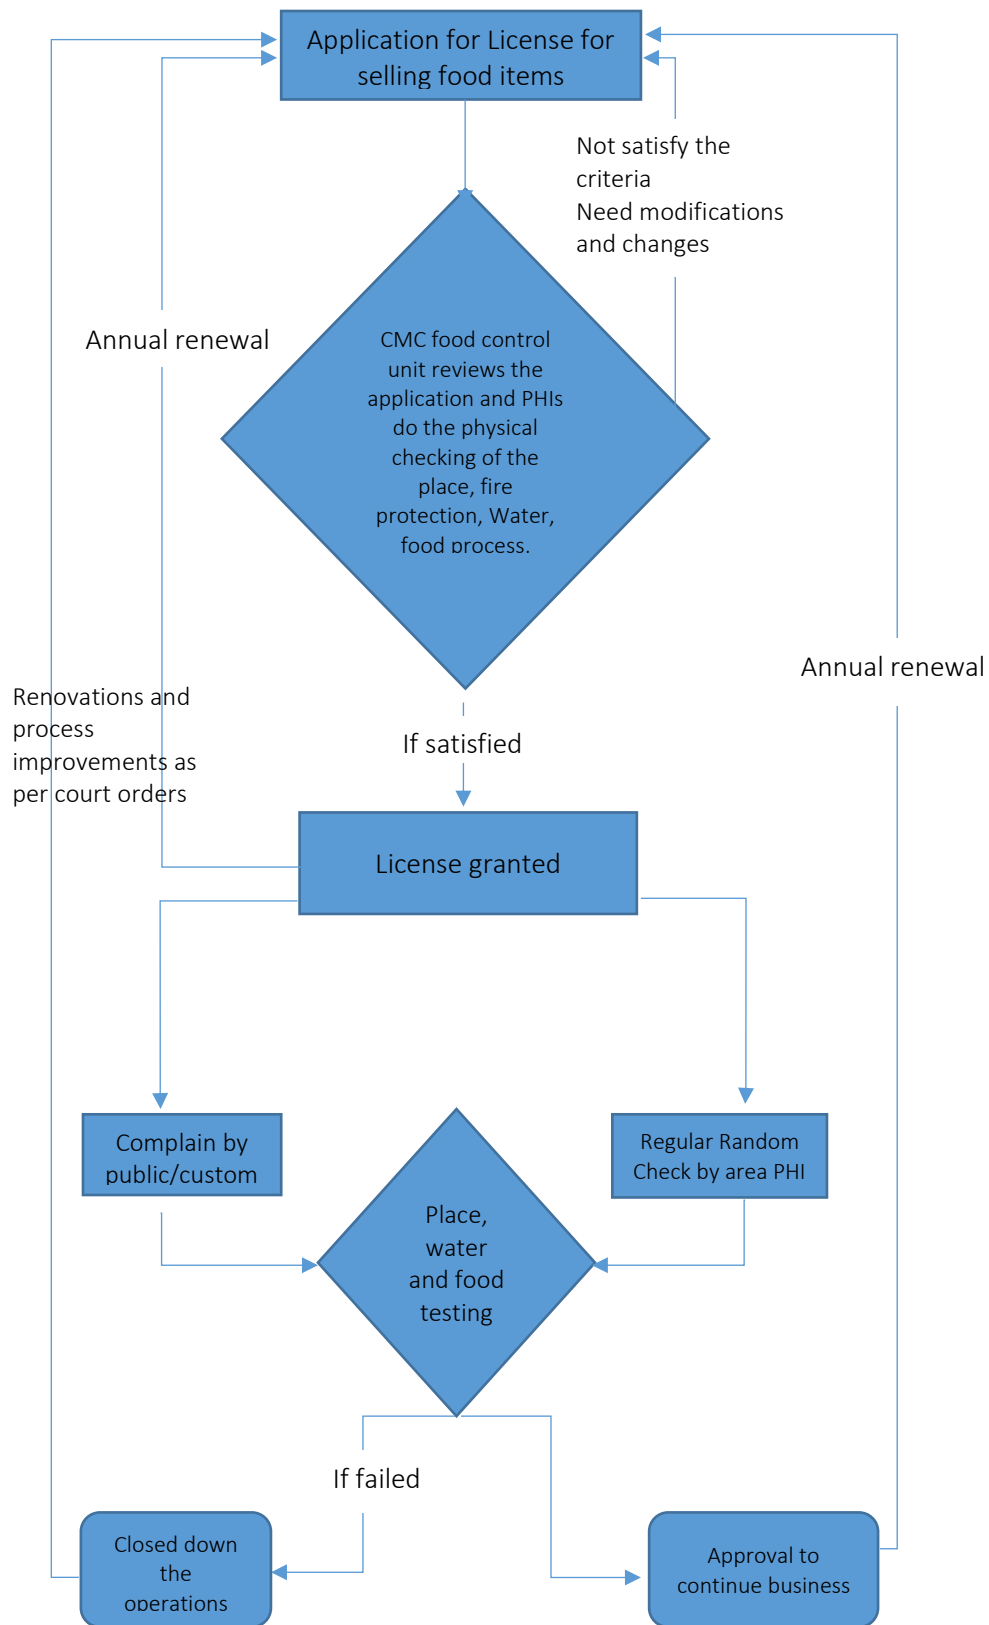 Application for License for
selling food items
Not satisfy the
criteria
Need modifications
and changes
Annual renewal
CMC food control
unit reviews the
application and PHIs
do the physical
checking of the
place, fire
protection, Water,
food process.
Annual renewal
Renovations and
process
improvements as
per court orders
If satisfied
License granted
Complain by
public/custom
Regular Random
Check by area PHI
Place,
water
and food
testing
If failed
Closed down
the
operations
Approval to
continue business